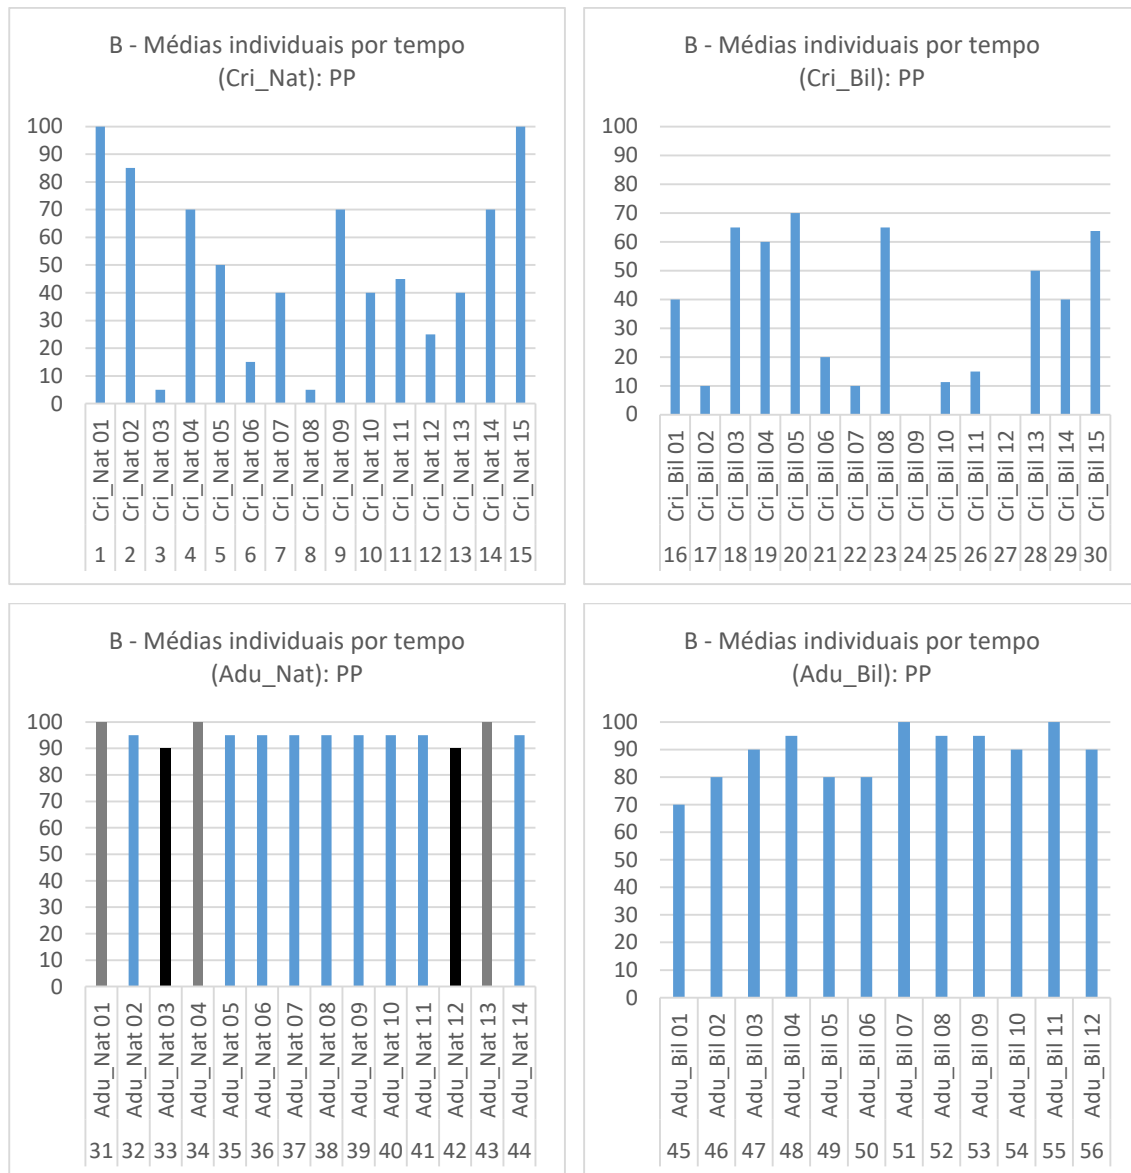 B - Médias individuais por tempo
(Cri_Nat): PP
100
90
80
70
60
50
40
30
20
10
0
Cri_Nat 01
Cri_Nat 02
Cri_Nat 03
Cri_Nat 04
Cri_Nat 05
Cri_Nat 06
Cri_Nat 07
Cri_Nat 08
Cri_Nat 09
Cri_Nat 10
Cri_Nat 11
Cri_Nat 12
Cri_Nat 13
Cri_Nat 14
Cri_Nat 15
1 2 3 4 5 6 7 8 9 10 11 12 13 14 15
B - Médias individuais por tempo
(Cri_Bil): PP
100
90
80
70
60
50
40
30
20
10
0
Cri_Bil 01
Cri_Bil 02
Cri_Bil 03
Cri_Bil 04
Cri_Bil 05
Cri_Bil 06
Cri_Bil 07
Cri_Bil 08
Cri_Bil 09
Cri_Bil 10
Cri_Bil 11
Cri_Bil 12
Cri_Bil 13
Cri_Bil 14
Cri_Bil 15
16 17 18 19 20 21 22 23 24 25 26 27 28 29 30
B - Médias individuais por tempo
(Adu_Nat): PP
100
90
80
70
60
50
40
30
20
10
0
Adu_Nat 01
Adu_Nat 02
Adu_Nat 03
Adu_Nat 04
Adu_Nat 05
Adu_Nat 06
Adu_Nat 07
Adu_Nat 08
Adu_Nat 09
Adu_Nat 10
Adu_Nat 11
Adu_Nat 12
Adu_Nat 13
Adu_Nat 14
31 32 33 34 35 36 37 38 39 40 41 42 43 44
B - Médias individuais por tempo
(Adu_Bil): PP
100
90
80
70
60
50
40
30
20
10
0
Adu_Bil 01
Adu_Bil 02
Adu_Bil 03
Adu_Bil 04
Adu_Bil 05
Adu_Bil 06
Adu_Bil 07
Adu_Bil 08
Adu_Bil 09
Adu_Bil 10
Adu_Bil 11
Adu_Bil 12
45 46 47 48 49 50 51 52 53 54 55 56